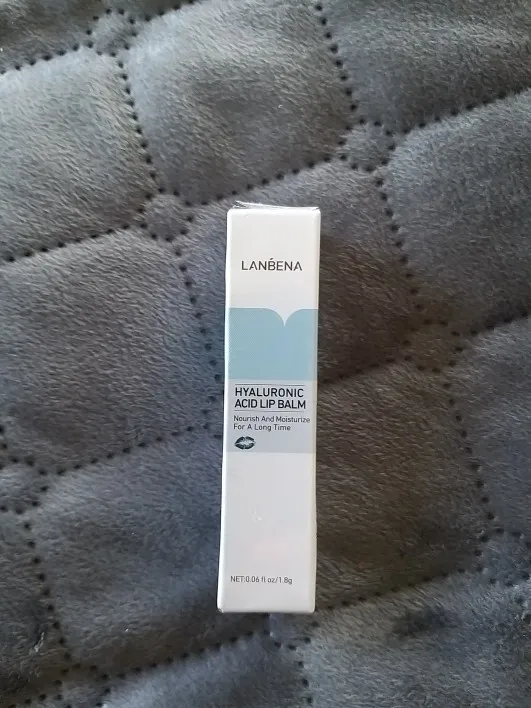 LANBENA
HYALURONIC
ACID LIP BALM
Nourish And Moisturize
For A Long Time
NET:0.06 fl oz/1.8g